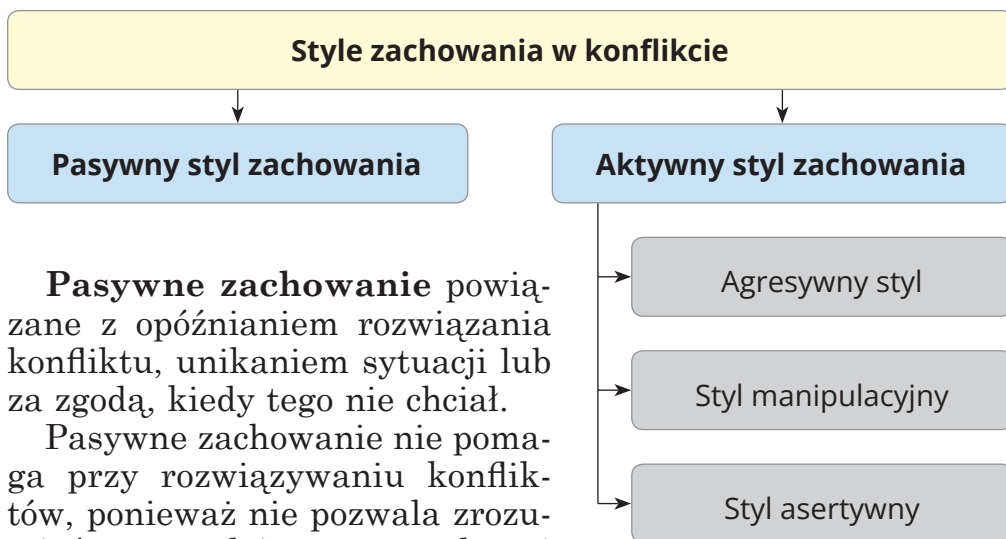 Style zachowania w konflikcie
Pasywny styl zachowania
Aktywny styl zachowania
Agresywny styl
Styl manipulacyjny
Styl asertywny
Pasywne zachowanie powią-
zane z opóźnianiem rozwiązania
konfliktu, unikaniem sytuacji lub
za zgodą, kiedy tego nie chciał.
Pasywne zachowanie nie poma-
ga przy rozwiązywaniu konflik-
tów, ponieważ nie pozwala zrozu-